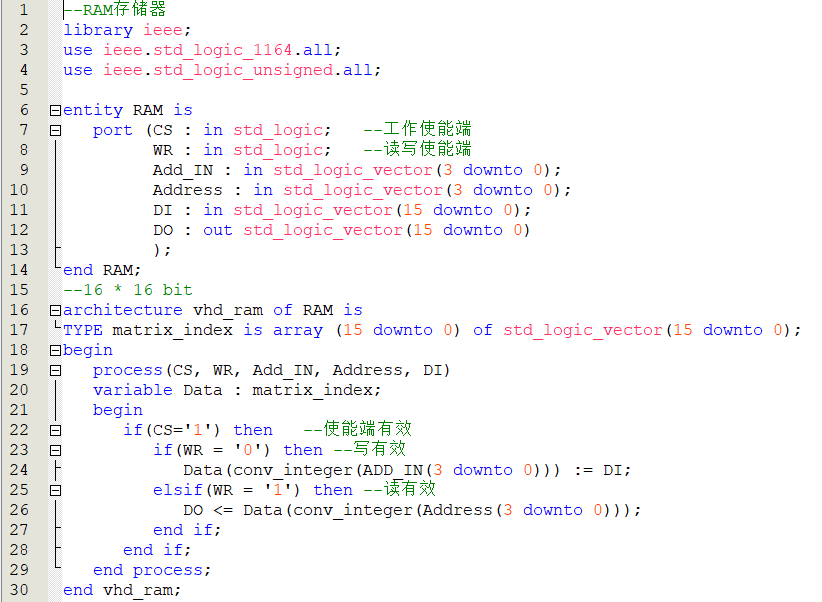 1 --RAM存储器
2 library ieee;
3 use ieee.std_logic_1164.all;
4 use ieee.std_logic_unsigned.all;
5
6 entity RAM is
7 port (CS : in std_logic; --工作使能端
8 WR : in std_logic; --读写使能端
9 Add_IN : in std_logic_vector(3 downto 0);
10 Address : in std_logic_vector(3 downto 0);
11 DI : in std_logic_vector(15 downto 0);
12 DO : out std_logic_vector(15 downto 0)
13 );
14 end RAM;
15 --16 * 16 bit
16 architecture vhd_ram of RAM is
17 TYPE matrix_index is array (15 downto 0) of std_logic_vector(15 downto 0);
18 begin
19 process(CS, WR, Add_IN, Address, DI)
20 variable Data : matrix_index;
21 begin
22 if(CS='1') then --使能端有效
23 if(WR = '0') then --写有效
24 Data(conv_integer(ADD_IN(3 downto 0))) := DI;
25 elsif(WR = '1') then --读有效
26 DO <= Data(conv_integer(Address(3 downto 0)));
27 end if;
28 end if;
29 end process;
30 end vhd_ram;